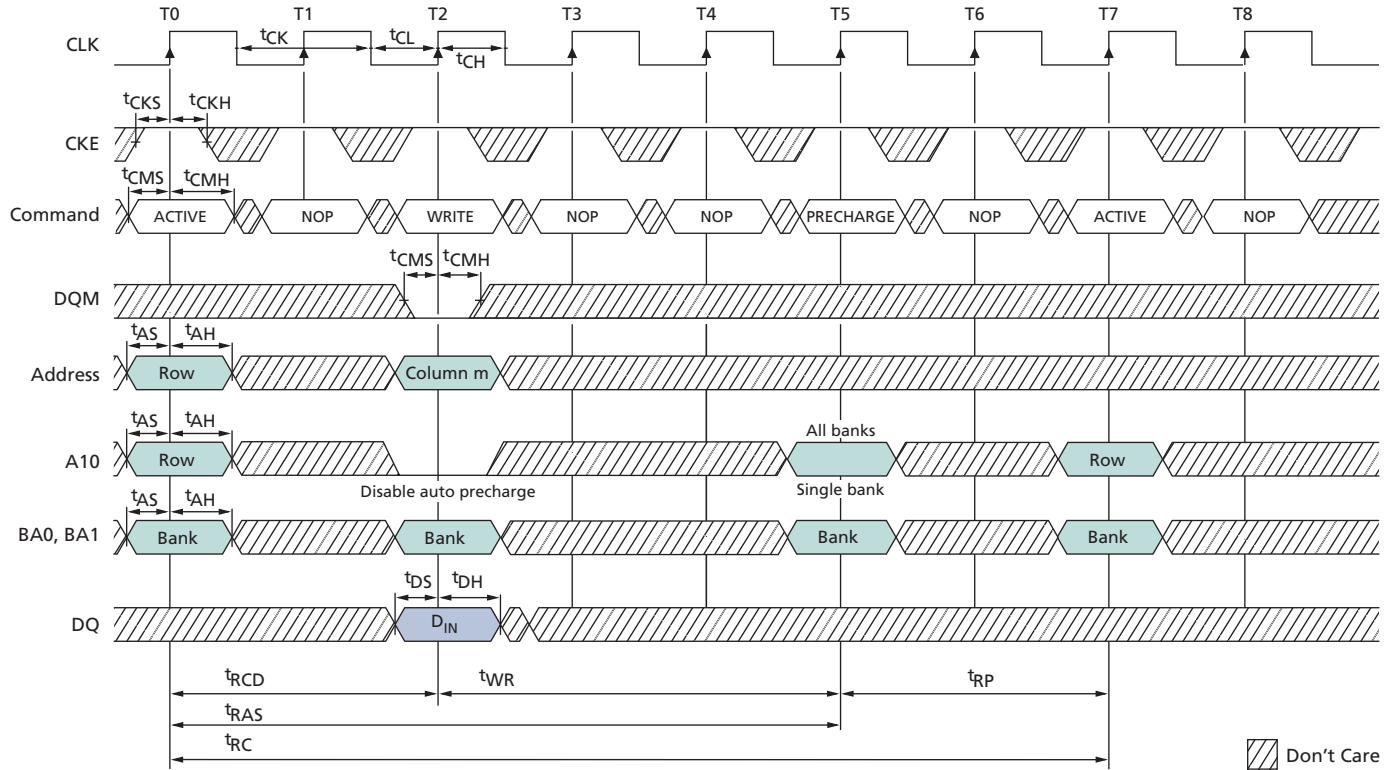 T0 T1 T2 T3 T4 T5 T6 T7 T8
CLK tCK tCL tCH
tCKS tCKH
CKE
tCMS tCMH
Command ACTIVE NOP WRITE NOP NOP PRECHARGE NOP ACTIVE NOP
tCMS tCMH
DQM
tAS tAH
Address Row Column m
tAS tAH All banks
A10 Row Row
Disable auto precharge Single bank
tAS tAH
BA0, BA1 Bank Bank Bank Bank
tDS tDH
DQ DIN
tRCD tWR tRP
tRAS
tRC
Don't Care